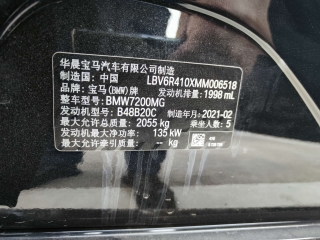 华晨宝马汽车有限公司制造
制造国：中国 LBV6R410XMM006518
品牌：宝马(BMW)牌 发动机排量：1998 mL
整车型号：BMW7200MG
发动机型号：B48B20C 制造年月：2021-02
最大允许总质量：2055 kg 乘坐人数：5
发动机最大净功率：135 kW
最大允许牵引质量：-- kg